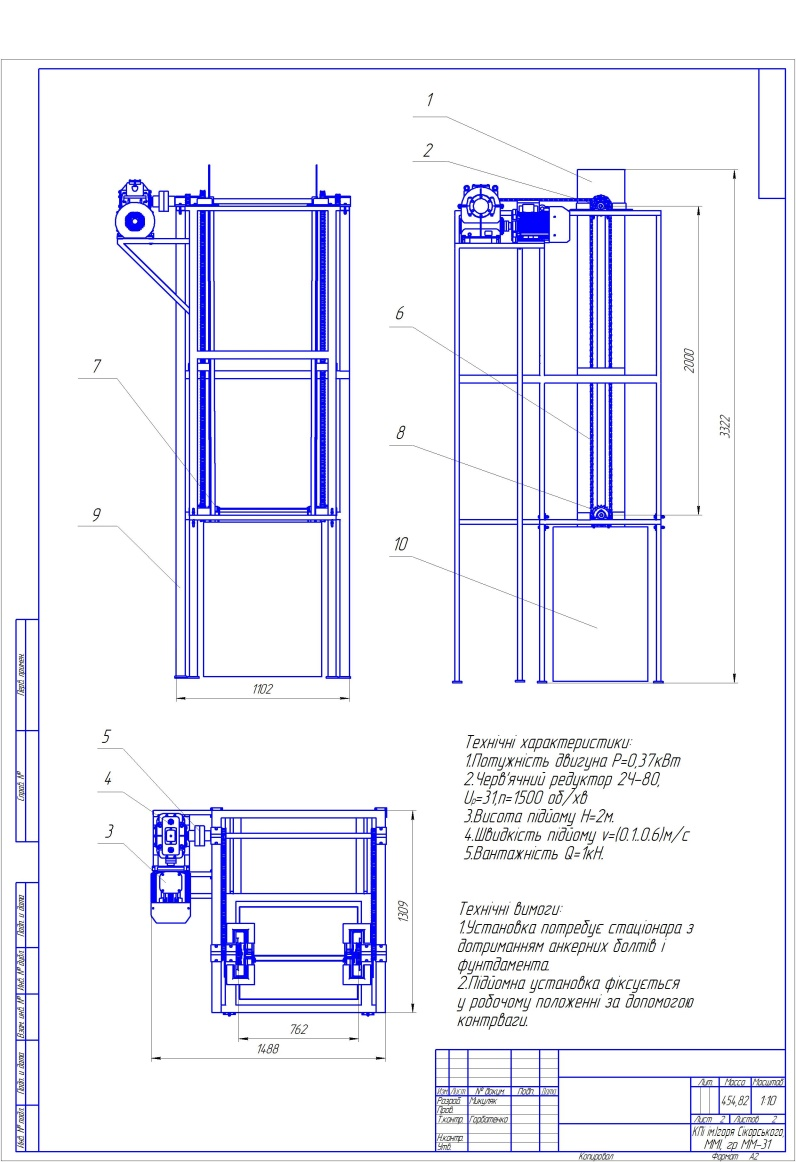 1
2
6
2000
3322
7
8
9
10
1102
5
4
3
1309
762
1488
Технічні характеристики:
1.Потужність двигуна P=0,37кВт
2.Черв'ячний редуктор 2Ч-80,
Uр=31,n=1500 об/хв
3.Висота підйому H=2м.
4.Швидкість підйому v=(0.1..0.6)м/с
5.Вантажність Q=1кН.
Технічні вимоги:
1.Установка потребує стаціонара з
дотриманням анкерних болтів і
фунтдамента.
2.Підйомна установка фіксується
у робочому положенні за допомогою
контрваги.
Перв. примен.
Справ. №
Подп. и дата
Инв. № дубл.
Взам. инв. №
Подп. и дата
Инв. № подл.
Изм. Лист № докум. Подп. Дата
Разраб. Микуляк
Пров.
Т.контр. Горбатенко
Н.контр.
Утв.
Лит. Масса Масштаб
454,82 1:10
Лист 2 Листов 2
КПІ ім.Ігоря Сікорського,
ММІ, гр ММ-31
Копировал Формат А2